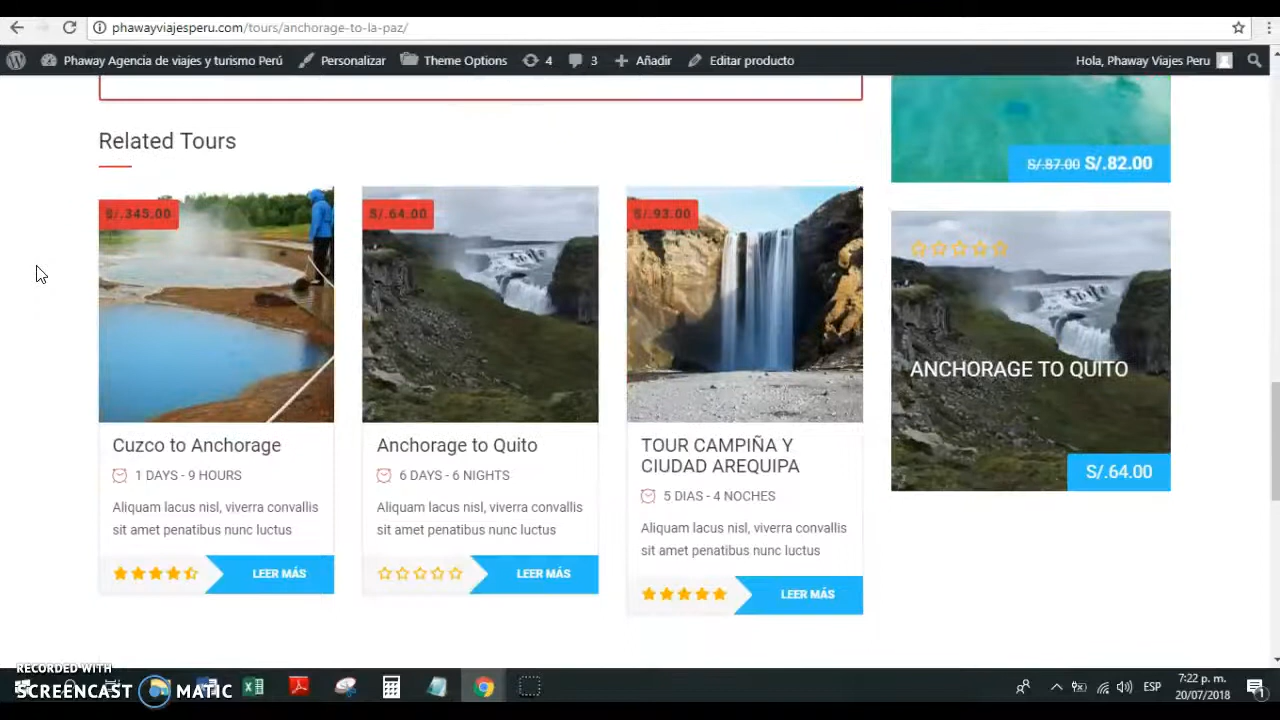 phawayviajesperu.com/tours/anchorage-to-la-paz/
Phaway Agencia de viajes y turismo Perú Personalizar Theme Options 4 3 Añadir Editar producto Hola, Phaway Viajes Peru
Related Tours
S/.87.00 S/.82.00
S/.345.00
S/.64.00
S/.93.00
ANCHORAGE TO QUITO
S/.64.00
Cuzco to Anchorage
1 DAYS - 9 HOURS
Aliquam lacus nisl, viverra convallis
sit amet penatibus nunc luctus
LEER MÁS
Anchorage to Quito
6 DAYS - 6 NIGHTS
Aliquam lacus nisl, viverra convallis
sit amet penatibus nunc luctus
LEER MÁS
TOUR CAMPIÑA Y
CIUDAD AREQUIPA
5 DIAS - 4 NOCHES
Aliquam lacus nisl, viverra convallis
sit amet penatibus nunc luctus
LEER MÁS
RECORDED WITH
SCREENCAST MATIC
ESP
7:22 p. m.
20/07/2018
1